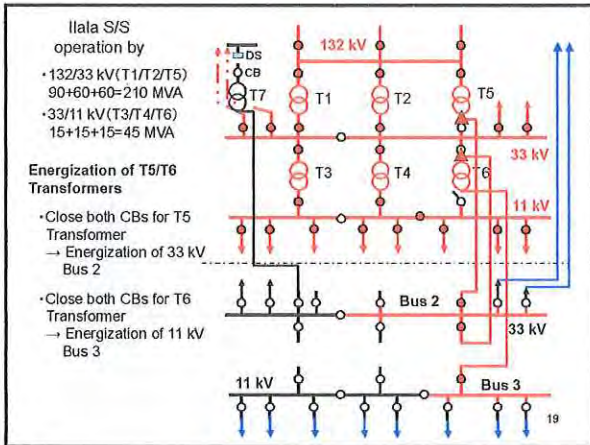 Ilala S/S
operation by
・132/33 kV(T1/T2/T5)
90+60+60=210 MVA
・33/11 kV(T3/T4/T6)
15+15+15=45 MVA
Energization of T5/T6
Transformers
・Close both CBs for T5
Transformer
→ Energization of 33 kV
Bus 2
・Close both CBs for T6
Transformer
→ Energization of 11 kV
Bus 3
DS
CB
T7
132 kV
T1
T2
T5
33 kV
T3
T4
T6
11 kV
Bus 2
33 kV
11 kV
Bus 3
19